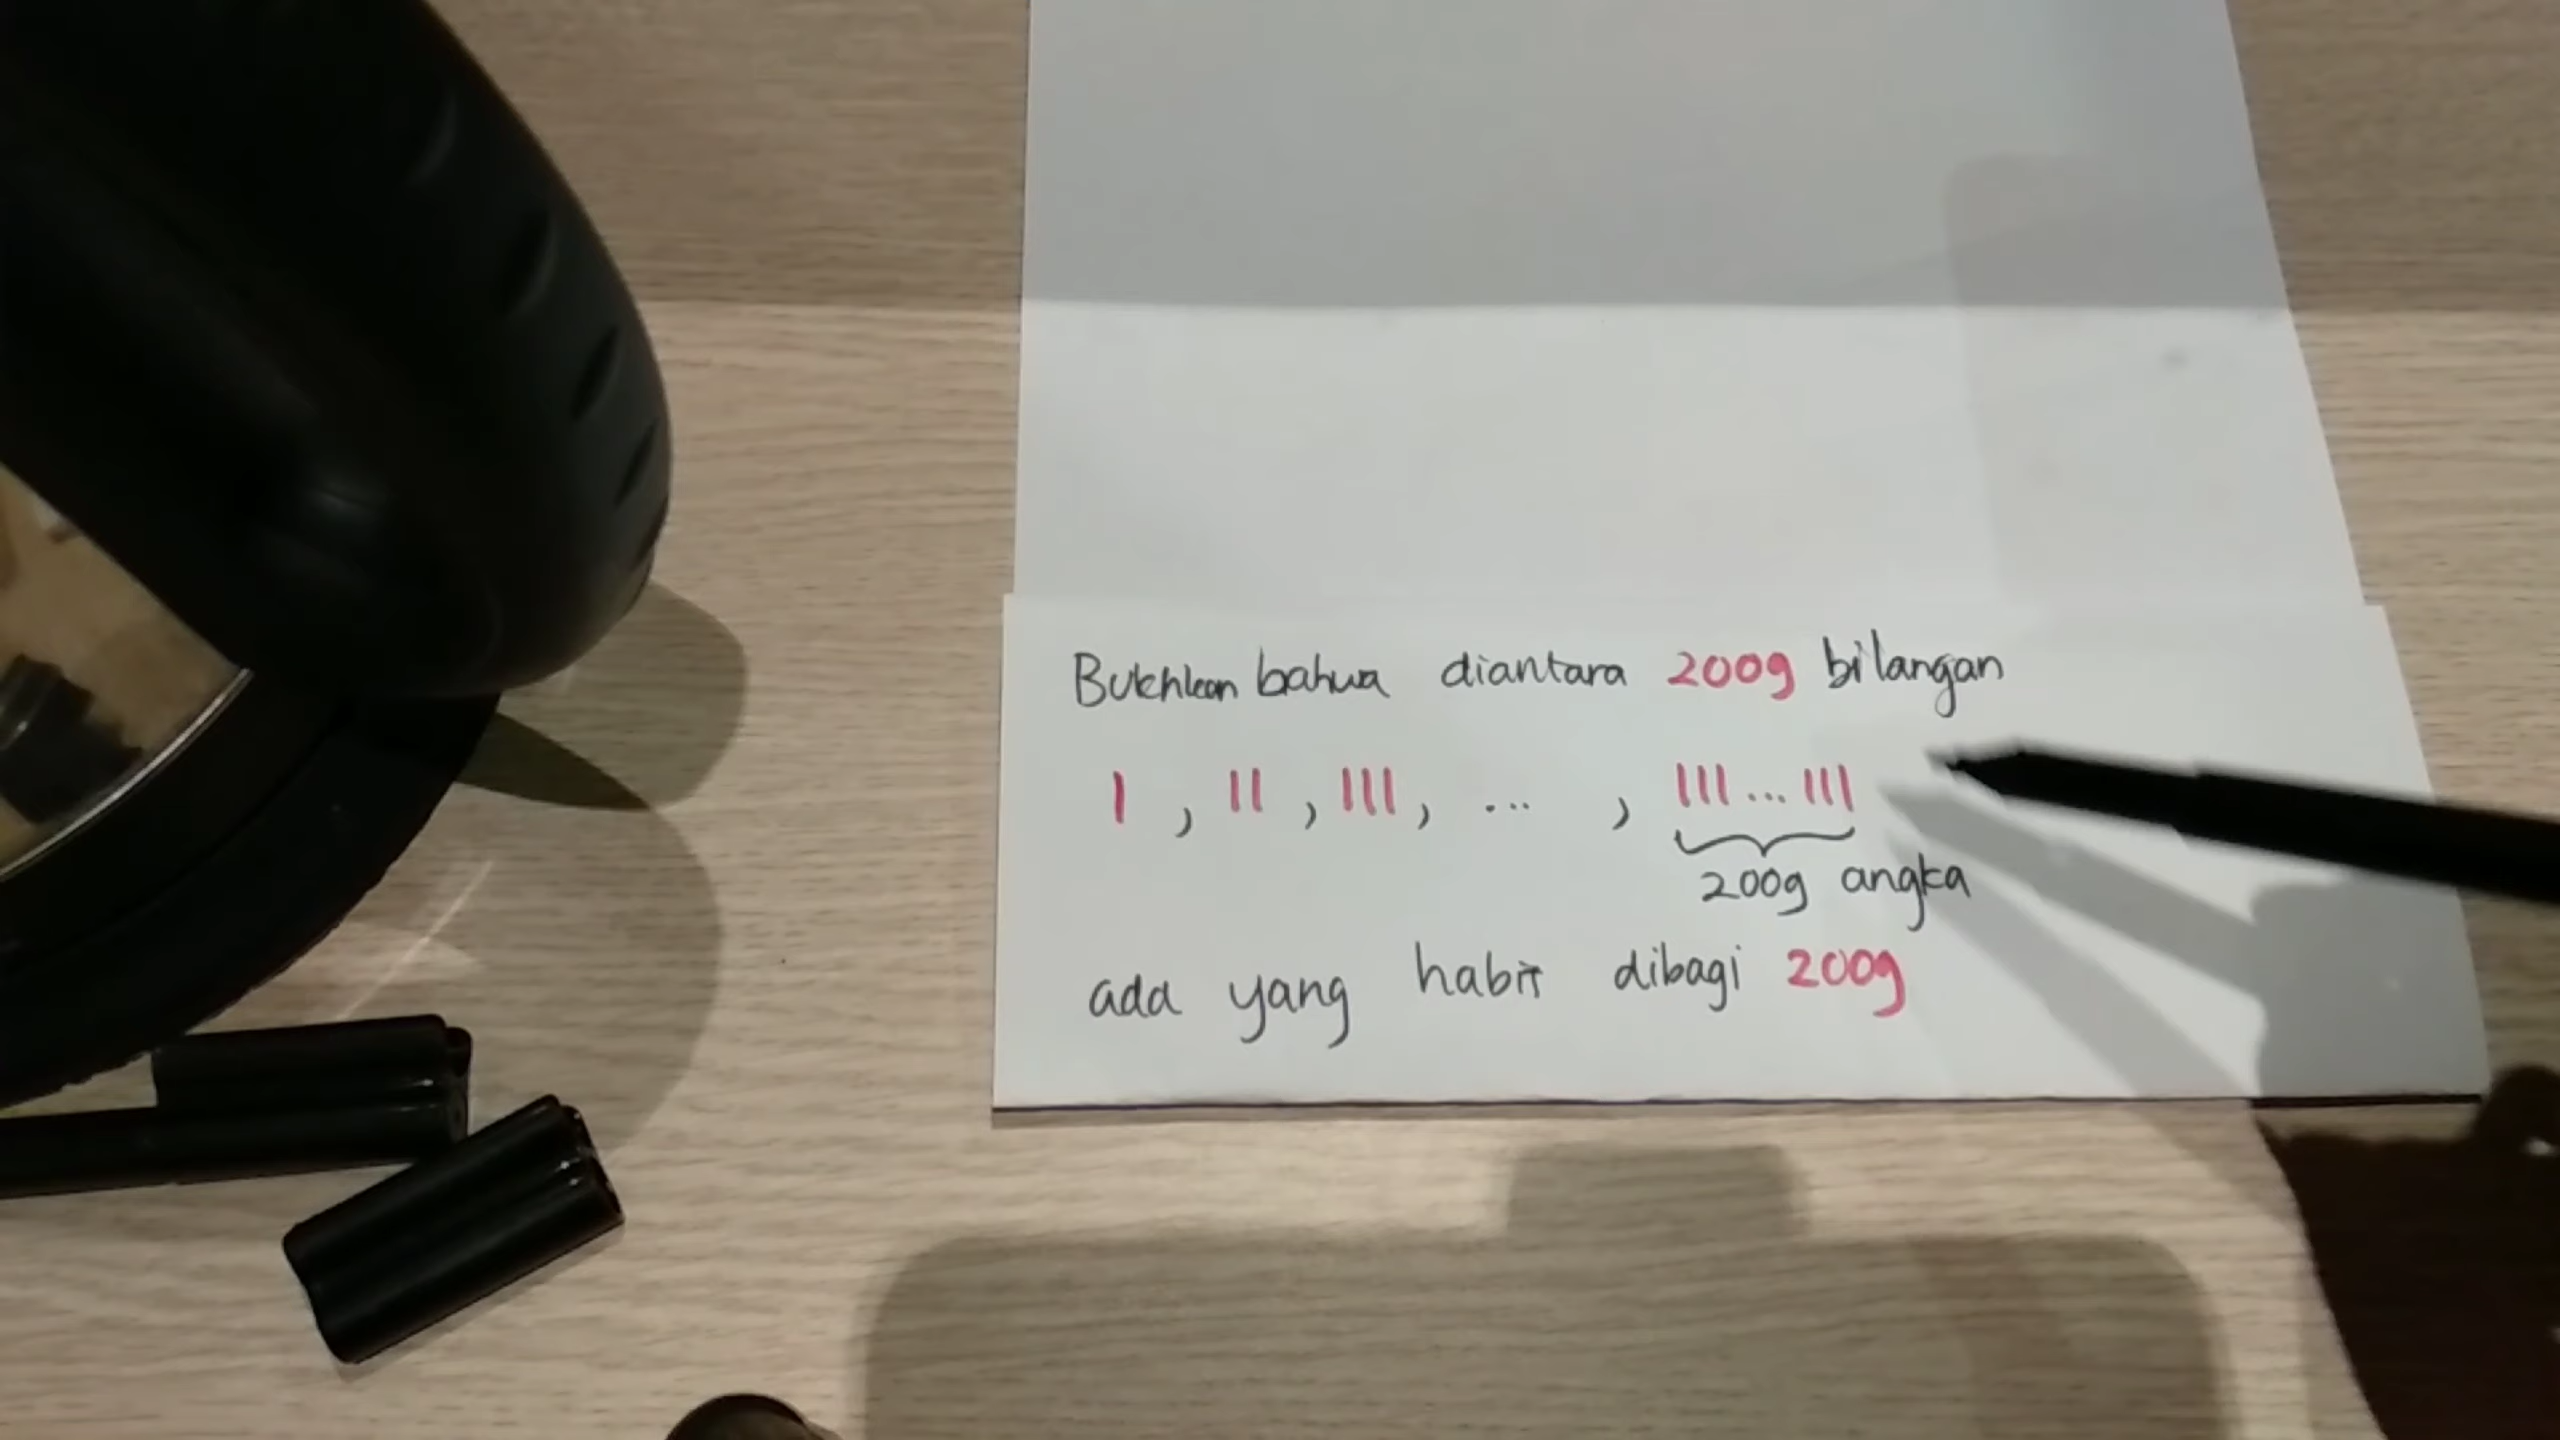 Buktikan bahwa diantara 2009 bilangan
1 , 11 , 111 , ... , 111...111
2009 angka
ada yang habis dibagi 2009